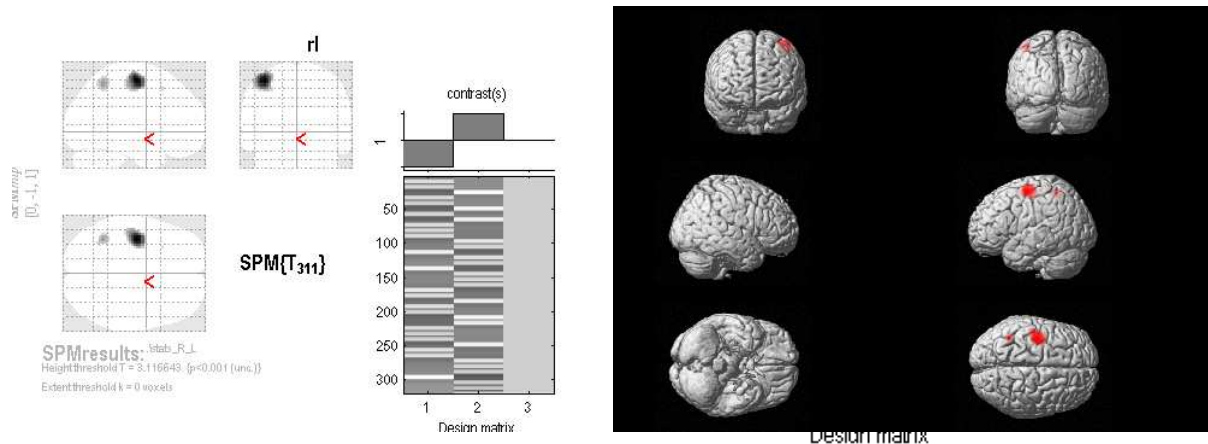 rl
contrast(s)
1
[0, -1, 1]
SPM{T311}
50
100
150
200
250
300
1 2 3
Design matrix
SPMresults: .\stats_R_L
Height threshold T = 3.116643 {p<0.001 (unc.)}
Extent threshold k = 0 voxels
Design matrix